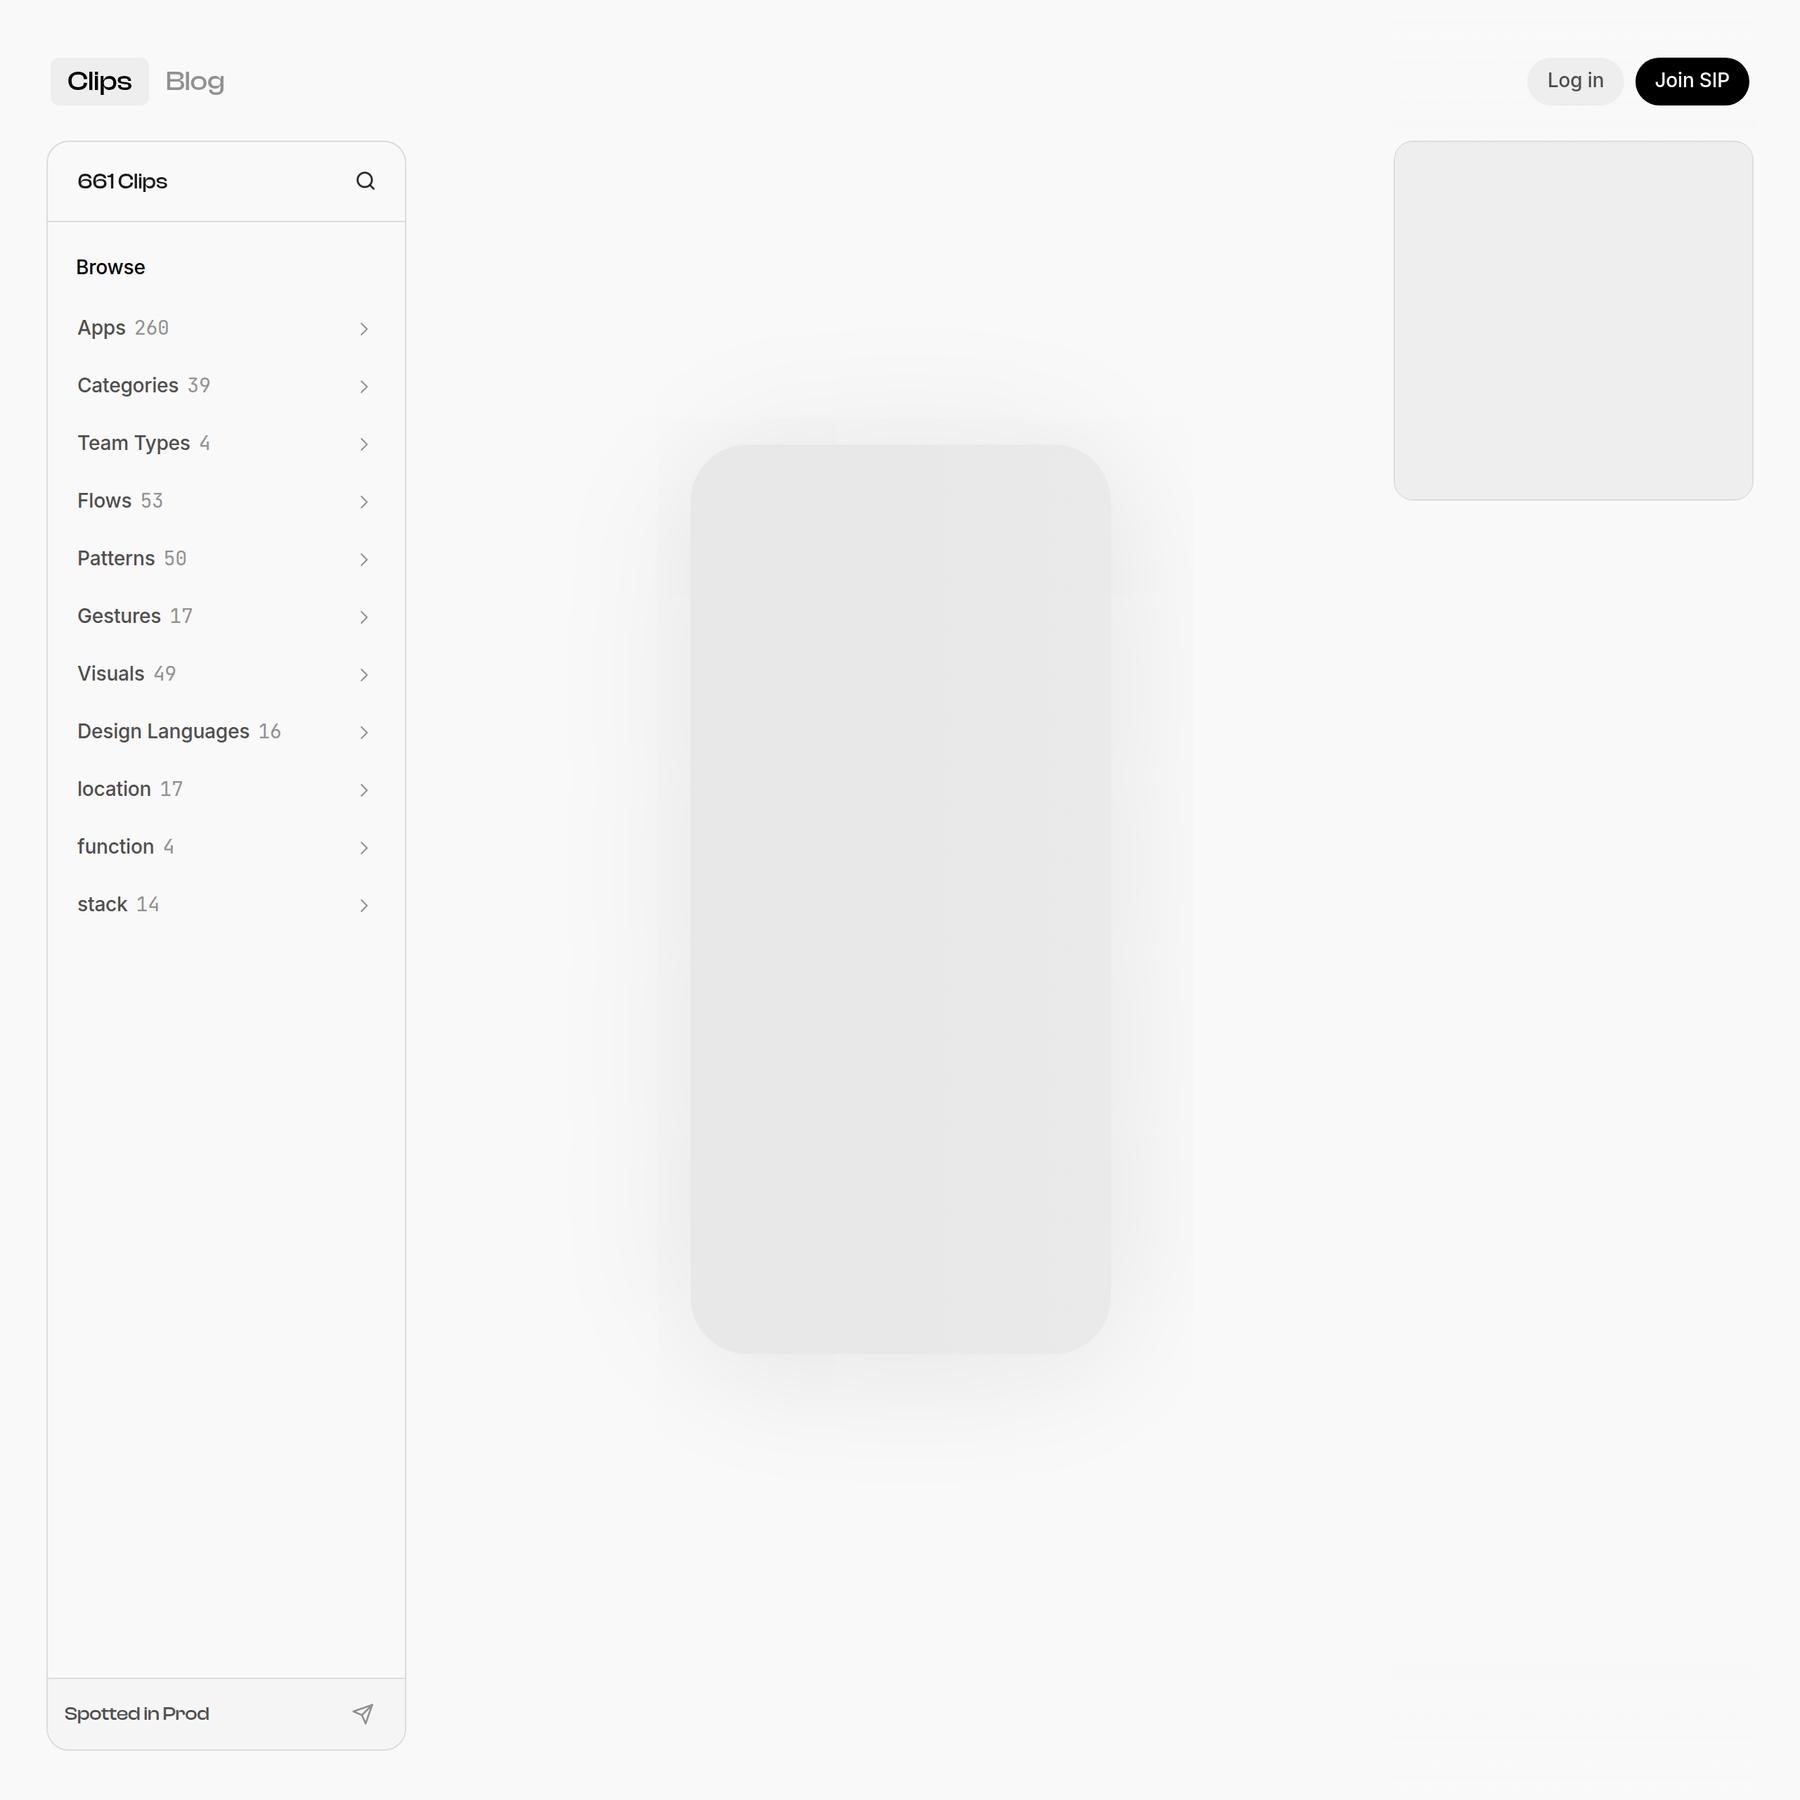 Clips Blog
Log in Join SIP
661 Clips
Browse
Apps 260
Categories 39
Team Types 4
Flows 53
Patterns 50
Gestures 17
Visuals 49
Design Languages 16
location 17
function 4
stack 14
Spotted in Prod